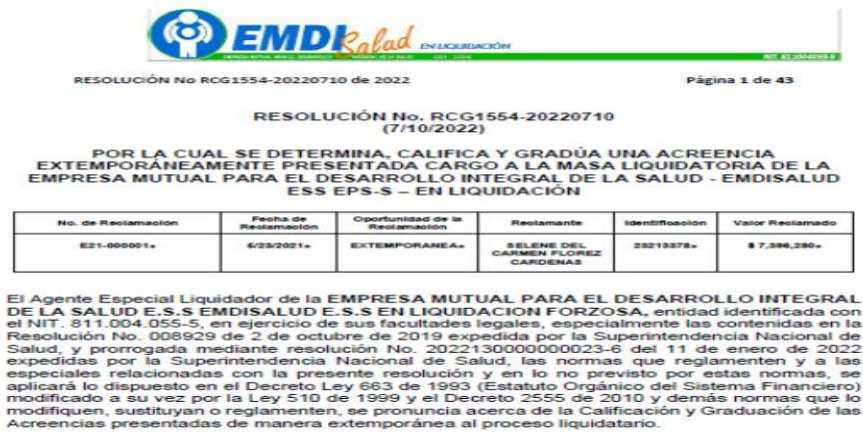 EMDISalud EN LIQUIDACIÓN
RESOLUCIÓN No RCG1554-20220710 de 2022
Página 1 de 43
RESOLUCIÓN No. RCG1554-20220710
(7/10/2022)
POR LA CUAL SE DETERMINA, CALIFICA Y GRADÚA UNA ACREENCIA
EXTEMPORÁNEAMENTE PRESENTADA CARGO A LA MASA LIQUIDATORIA DE LA
EMPRESA MUTUAL PARA EL DESARROLLO INTEGRAL DE LA SALUD - EMDISALUD
ESS EPS-S – EN LIQUIDACIÓN
No. de Reclamación Fecha de Reclamación Oportunidad de la Reclamación Reclamante Identificación Valor Reclamado
E21-000001 EXTEMPORANEA SELENE DEL CARMEN FLOREZ CARDENAS
El Agente Especial Liquidador de la EMPRESA MUTUAL PARA EL DESARROLLO INTEGRAL
DE LA SALUD E.S.S EMDISALUD E.S.S EN LIQUIDACION FORZOSA, entidad identificada con
el NIT. 811.004.055-5, en ejercicio de sus facultades legales, especialmente las contenidas en la
Resolución No. 008929 de 2 de octubre de 2019 expedida por la Superintendencia Nacional de
Salud, y prorrogada mediante resolución No. 2022130000000023-6 del 11 de enero de 2022
expedidas por la Superintendencia Nacional de Salud, las normas que reglamenten y a las
especiales relacionadas con la presente resolución y en lo no previsto por estas normas, se
aplicará lo dispuesto en el Decreto Ley 663 de 1993 (Estatuto Orgánico del Sistema Financiero)
modificado a su vez por la Ley 510 de 1999 y el Decreto 2555 de 2010 y demás normas que lo
modifiquen, sustituyan o reglamenten, se pronuncia acerca de la Calificación y Graduación de las
Acreencias presentadas de manera extemporánea al proceso liquidatario.